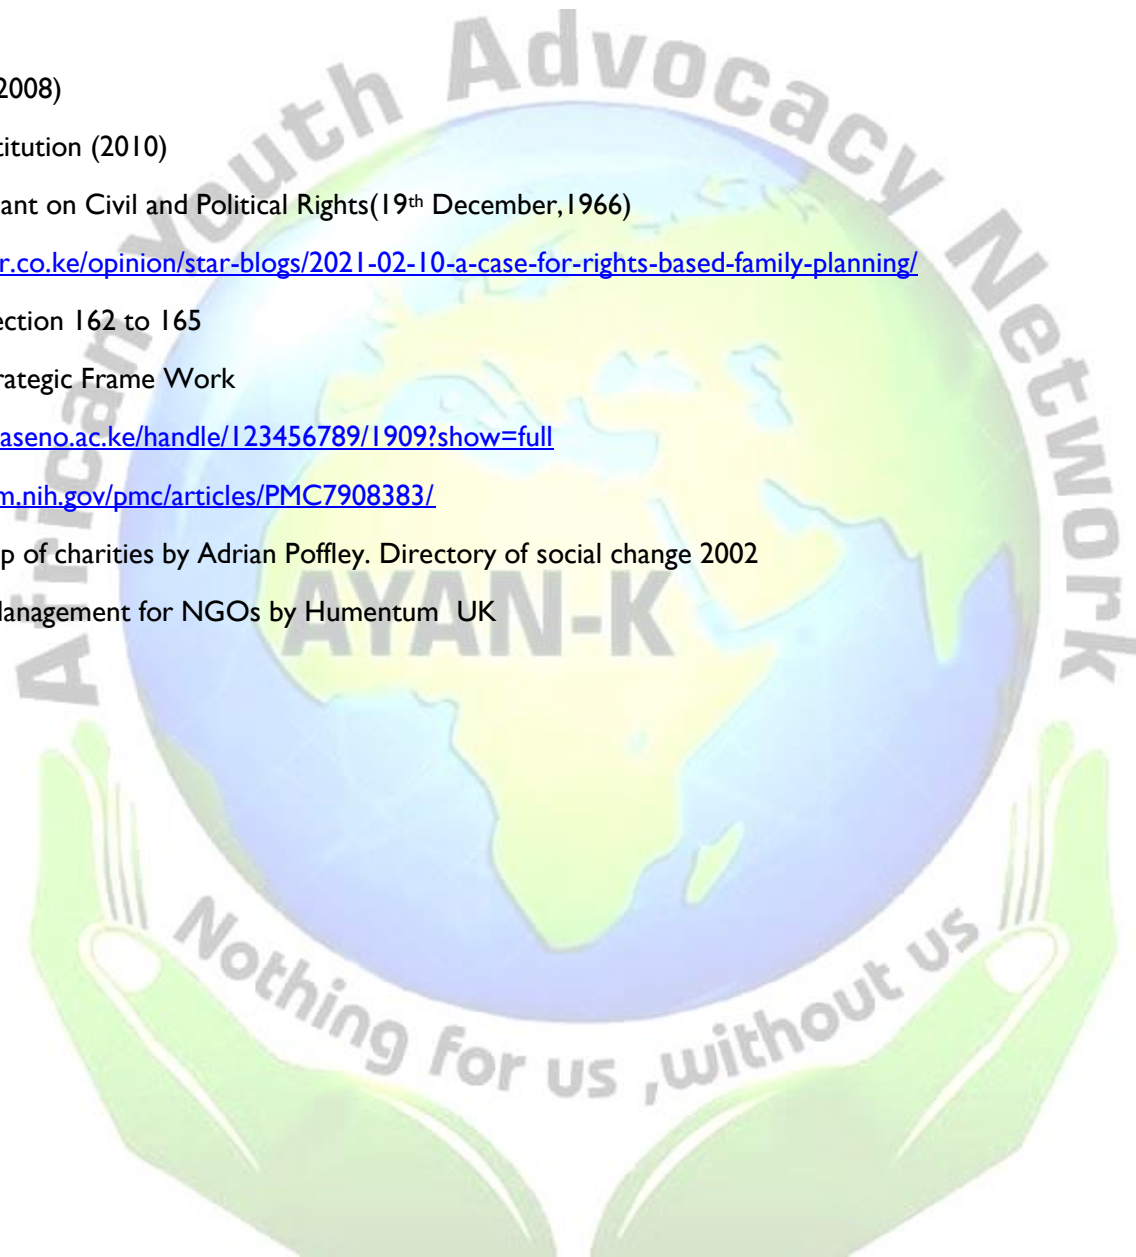 2008)
titution (2010)
ant on Civil and Political Rights(19th December,1966)
r.co.ke/opinion/star-blogs/2021-02-10-a-case-for-rights-based-family-planning/
ection 162 to 165
rategic Frame Work
aseno.ac.ke/handle/123456789/1909?show=full
m.nih.gov/pmc/articles/PMC7908383/
p of charities by Adrian Poffley. Directory of social change 2002
Management for NGOs by Humentum UK
African Youth Advocacy Network
AYAN-K
Nothing for us ,without us